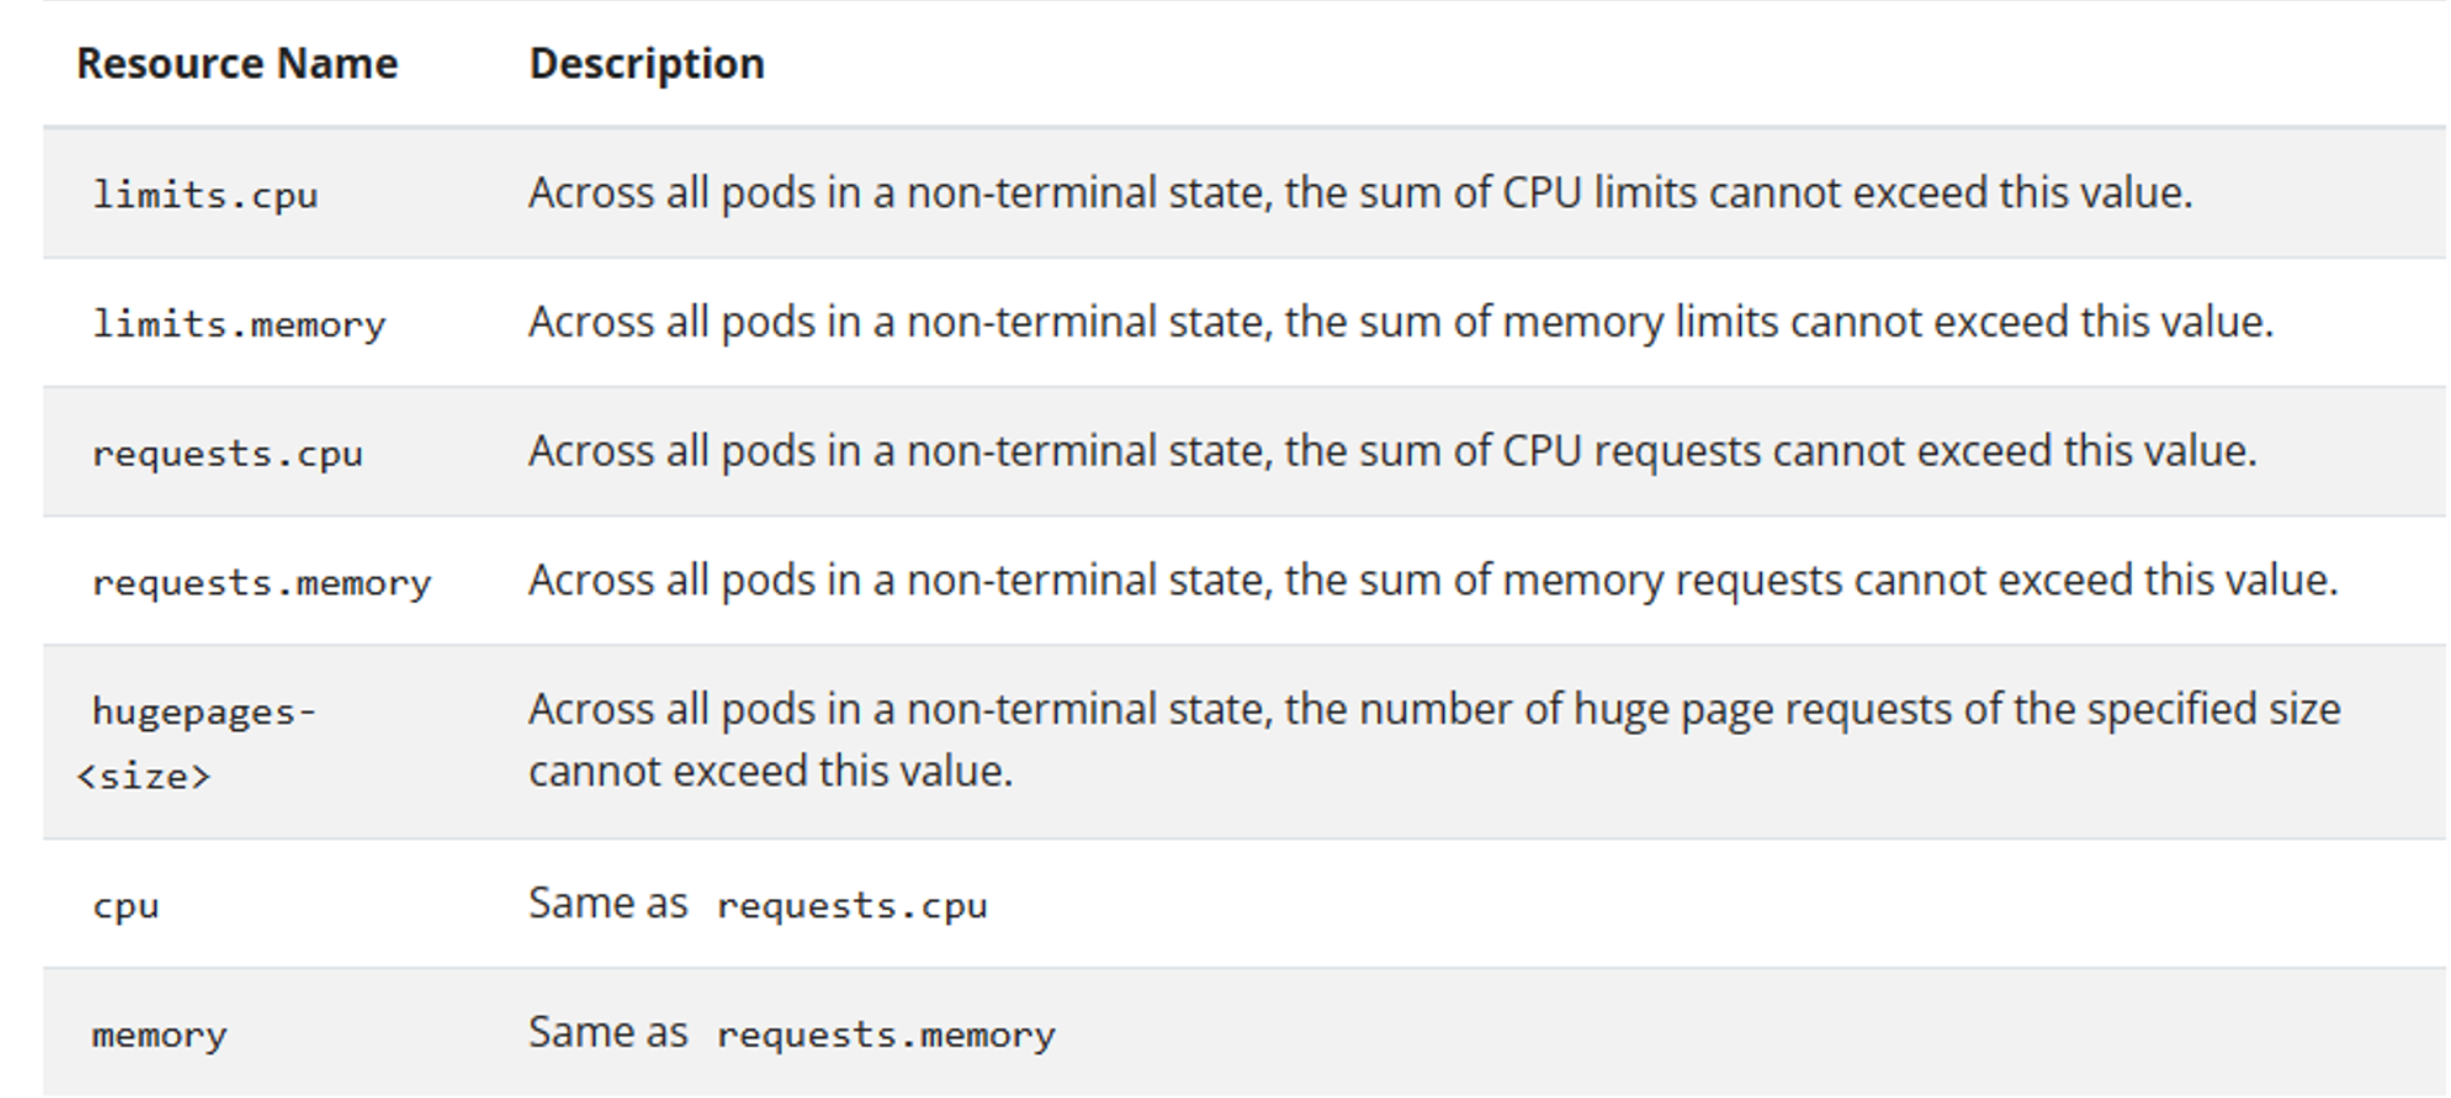 Resource Name Description
limits.cpu Across all pods in a non-terminal state, the sum of CPU limits cannot exceed this value.
limits.memory Across all pods in a non-terminal state, the sum of memory limits cannot exceed this value.
requests.cpu Across all pods in a non-terminal state, the sum of CPU requests cannot exceed this value.
requests.memory Across all pods in a non-terminal state, the sum of memory requests cannot exceed this value.
hugepages- Across all pods in a non-terminal state, the number of huge page requests of the specified size
<size> cannot exceed this value.
cpu Same as requests.cpu
memory Same as requests.memory